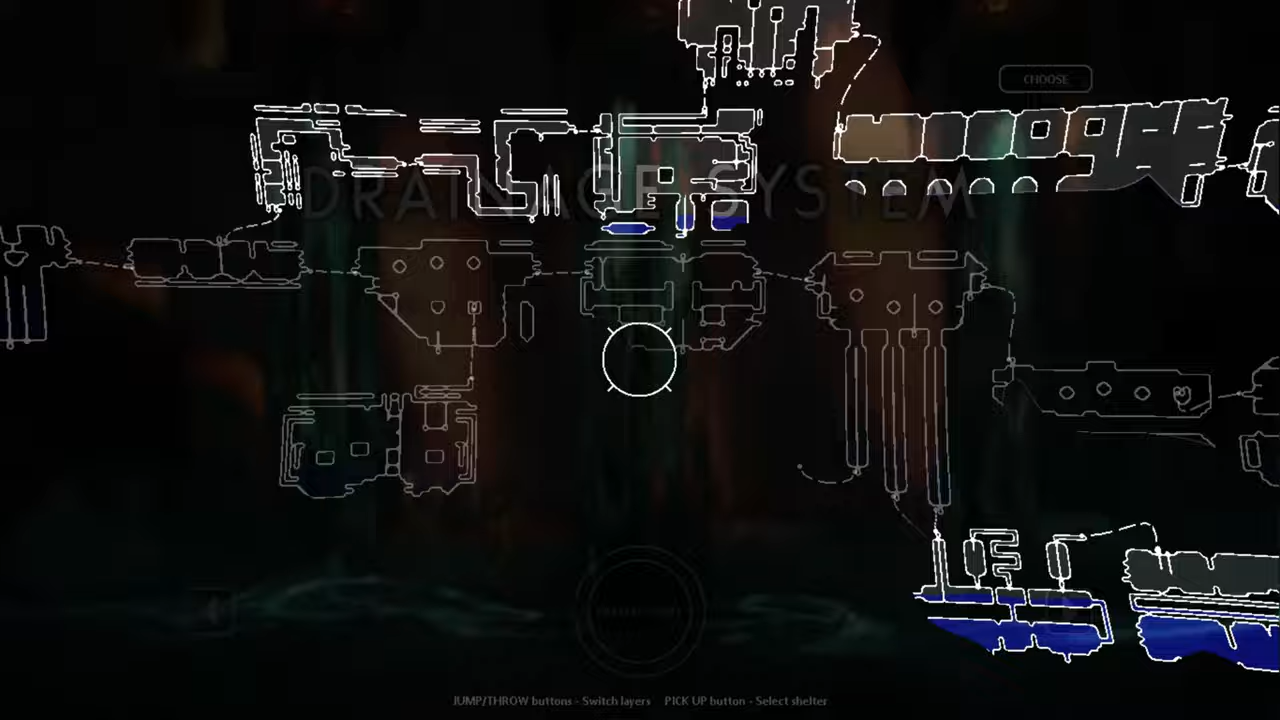 CHOOSE
DRAINAGE SYSTEM
JUMP/THROW buttons - Switch layers PICK UP button - Select shelter